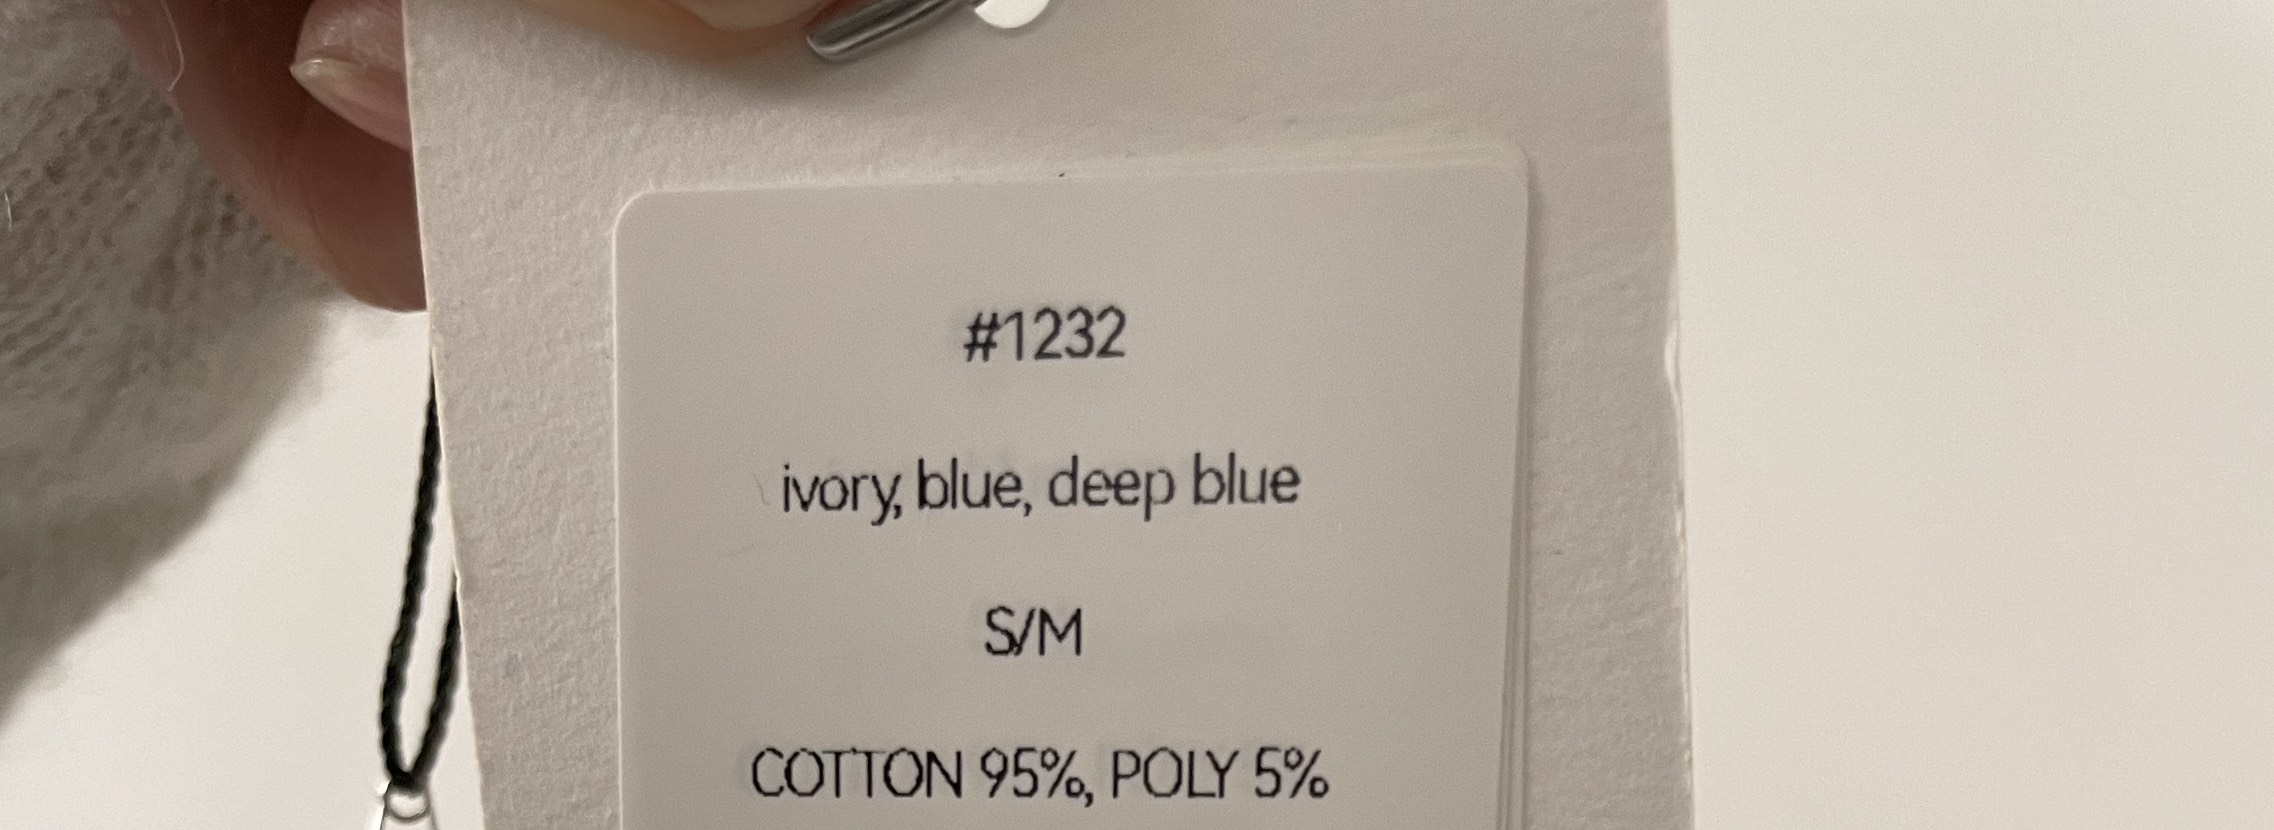 #1232
ivory, blue, deep blue
S/M
COTTON 95%, POLY 5%